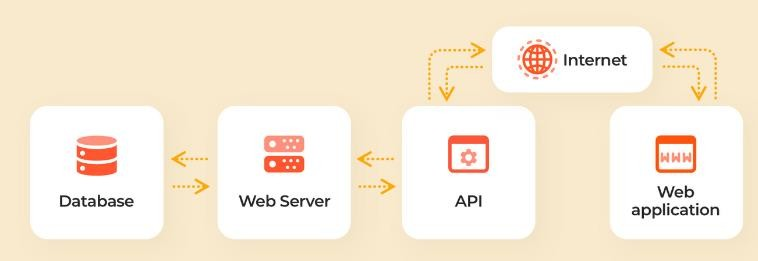 Internet
Database
Web Server
API
WWW
Web
application